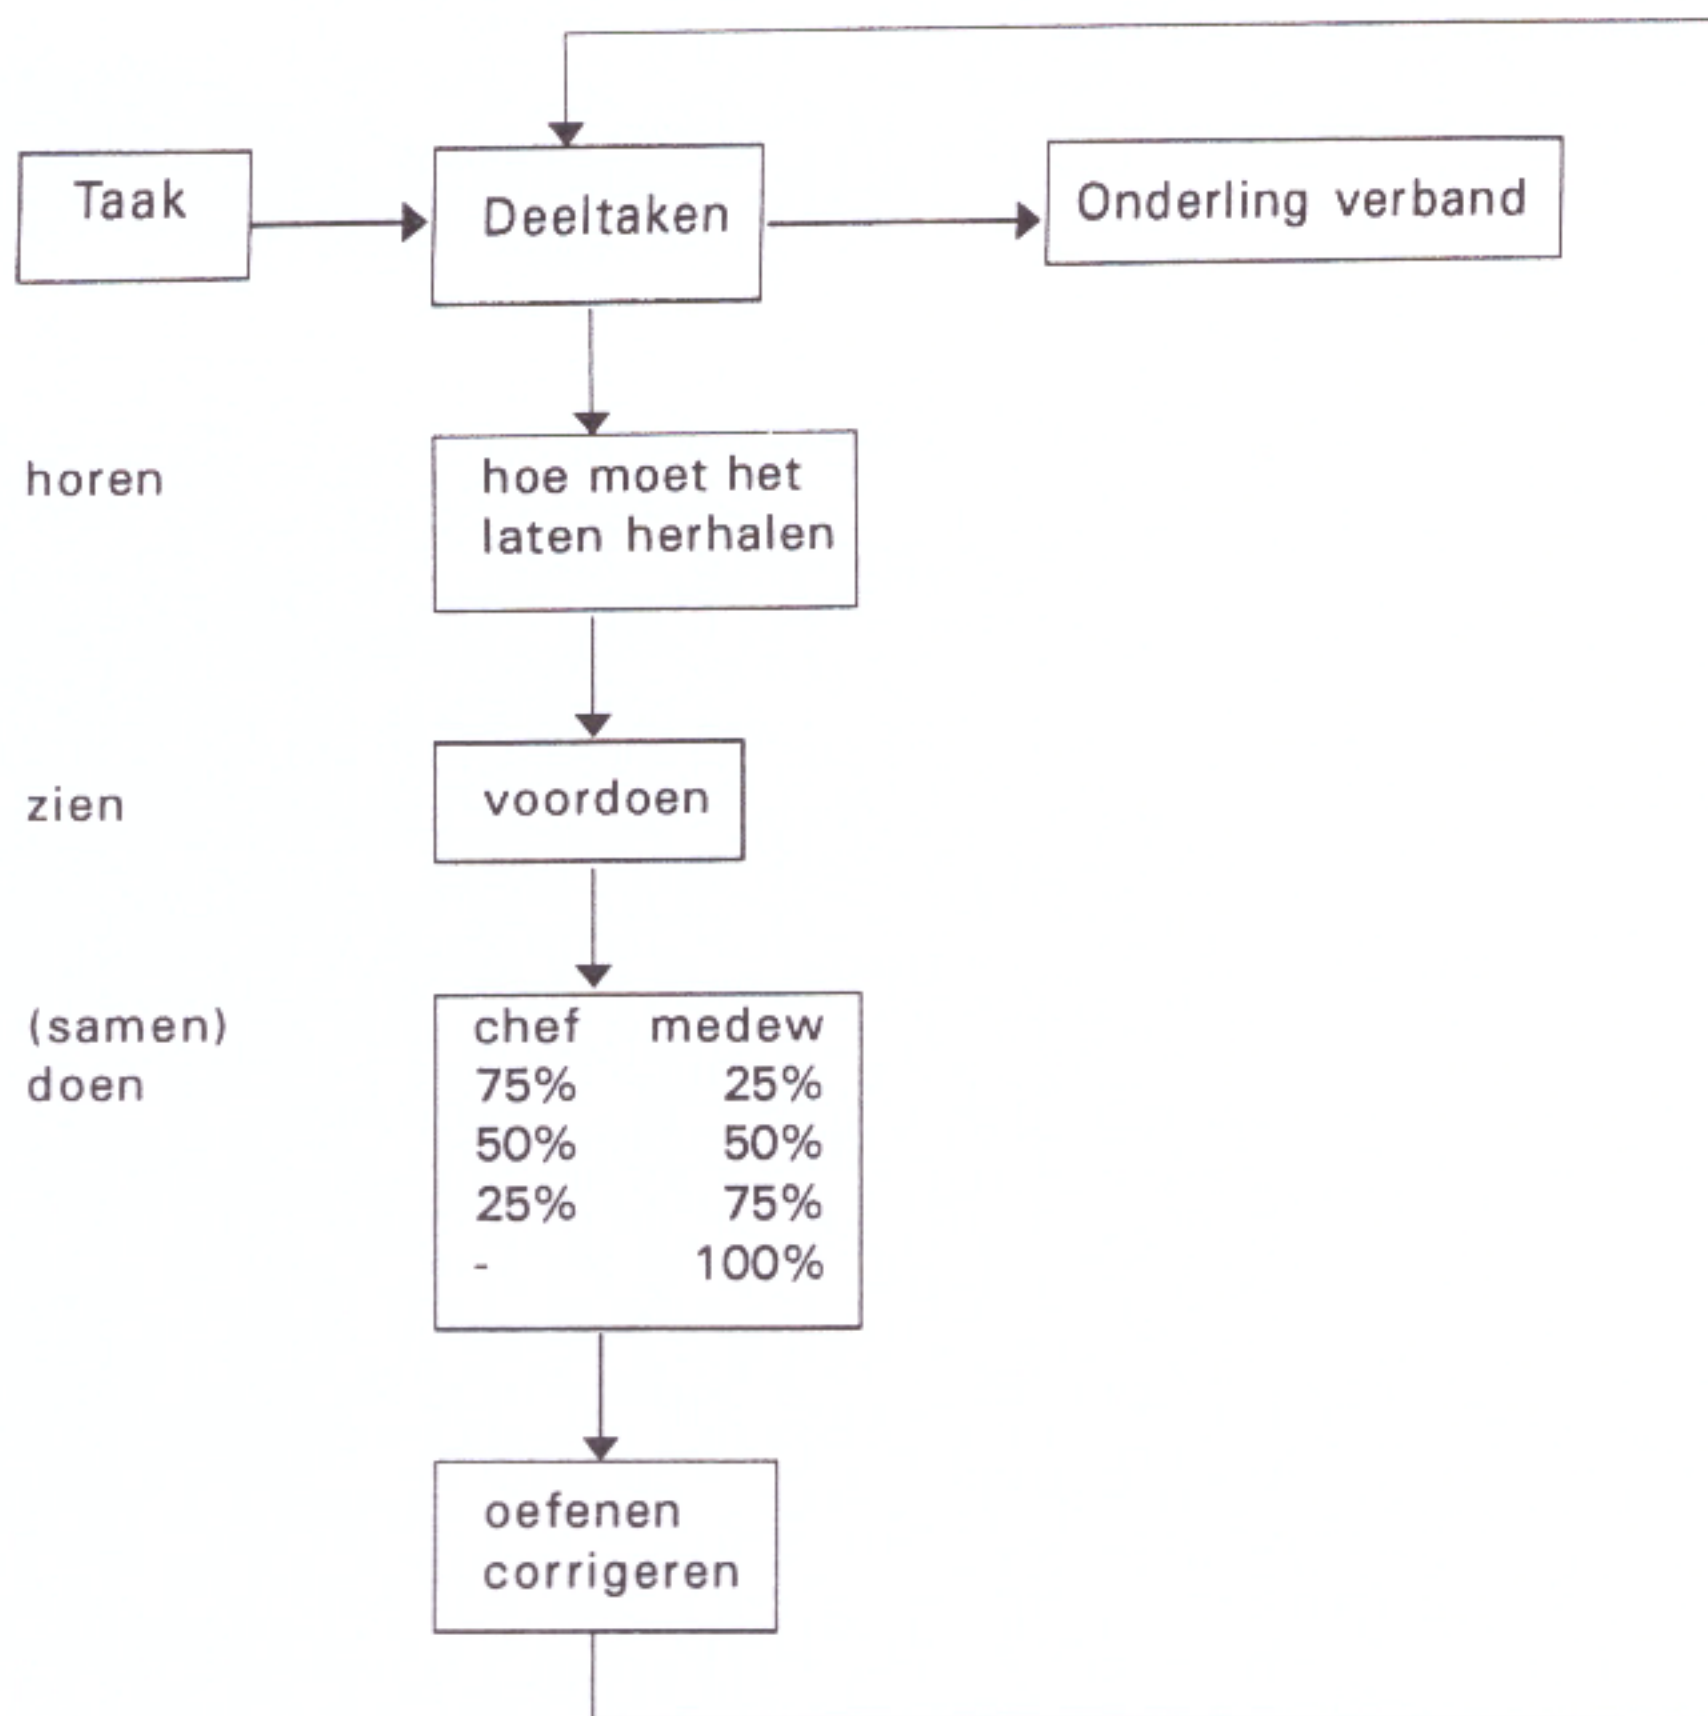 Taak
Deeltaken
Onderling verband
horen
hoe moet het
laten herhalen
zien
voordoen
(samen)
doen
chef medew
75% 25%
50% 50%
25% 75%
- 100%
oefenen
corrigeren